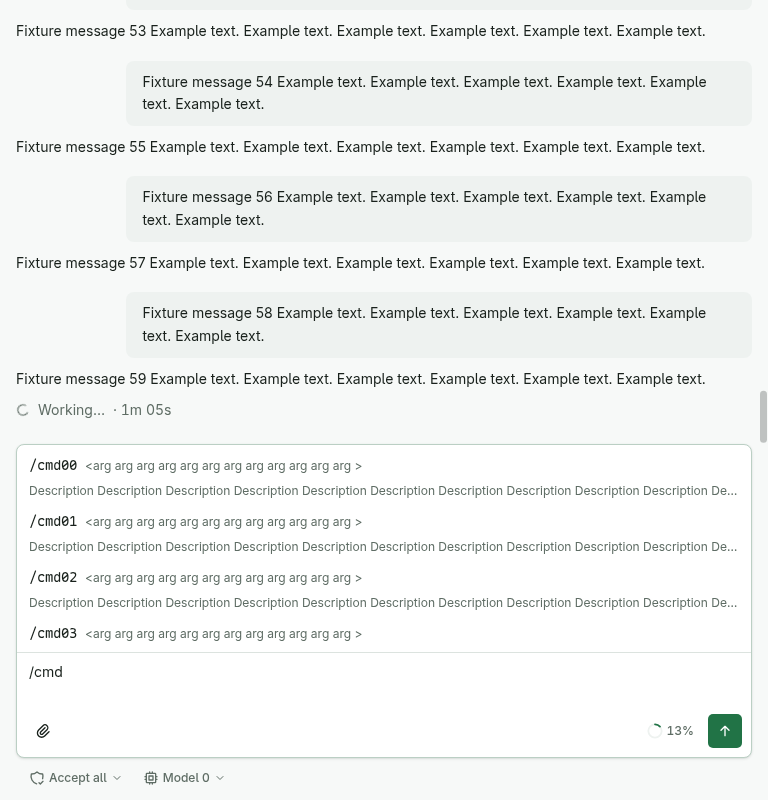 Fixture message 53 Example text. Example text. Example text. Example text. Example text. Example text.
Fixture message 54 Example text. Example text. Example text. Example text. Example
text. Example text.
Fixture message 55 Example text. Example text. Example text. Example text. Example text. Example text.
Fixture message 56 Example text. Example text. Example text. Example text. Example
text. Example text.
Fixture message 57 Example text. Example text. Example text. Example text. Example text. Example text.
Fixture message 58 Example text. Example text. Example text. Example text. Example
text. Example text.
Fixture message 59 Example text. Example text. Example text. Example text. Example text. Example text.
Working... · 1m 05s
/cmd00 <arg arg arg arg arg arg arg arg arg arg arg arg >
Description Description Description Description Description Description Description Description Description Description De...
/cmd01 <arg arg arg arg arg arg arg arg arg arg arg arg >
Description Description Description Description Description Description Description Description Description Description De...
/cmd02 <arg arg arg arg arg arg arg arg arg arg arg arg >
Description Description Description Description Description Description Description Description Description Description De...
/cmd03 <arg arg arg arg arg arg arg arg arg arg arg arg >
/cmd
13%
Accept all Model 0